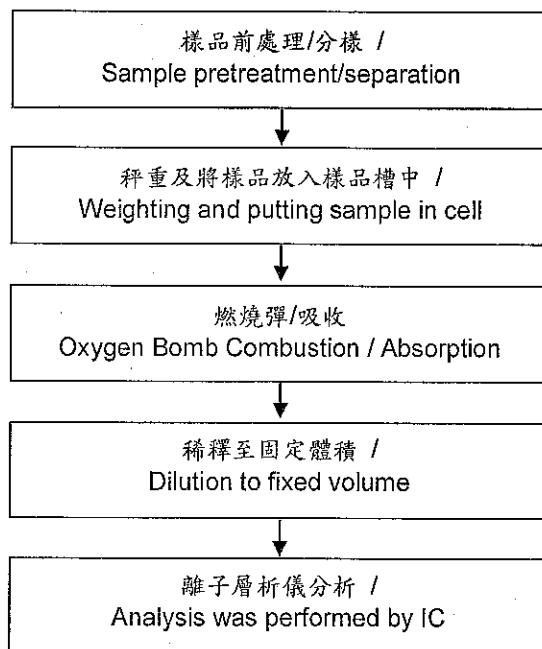 樣品前處理/分樣 /
Sample pretreatment/separation
秤重及將樣品放入樣品槽中 /
Weighting and putting sample in cell
燃燒彈/吸收
Oxygen Bomb Combustion / Absorption
稀釋至固定體積 /
Dilution to fixed volume
離子層析儀分析 /
Analysis was performed by IC